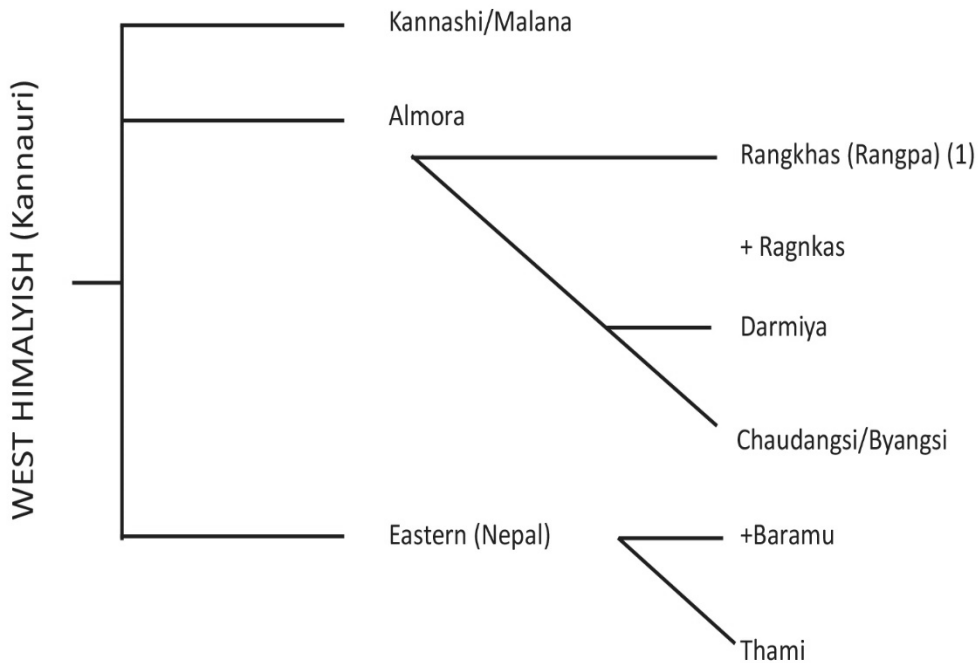 WEST HIMALYISH (Kannauri)
Kannashi/Malana
Almora
Rangkhas (Rangpa) (1)
+ Ragnkas
Darmiya
Chaudangsi/Byangsi
Eastern (Nepal)
+Baramu
Thami